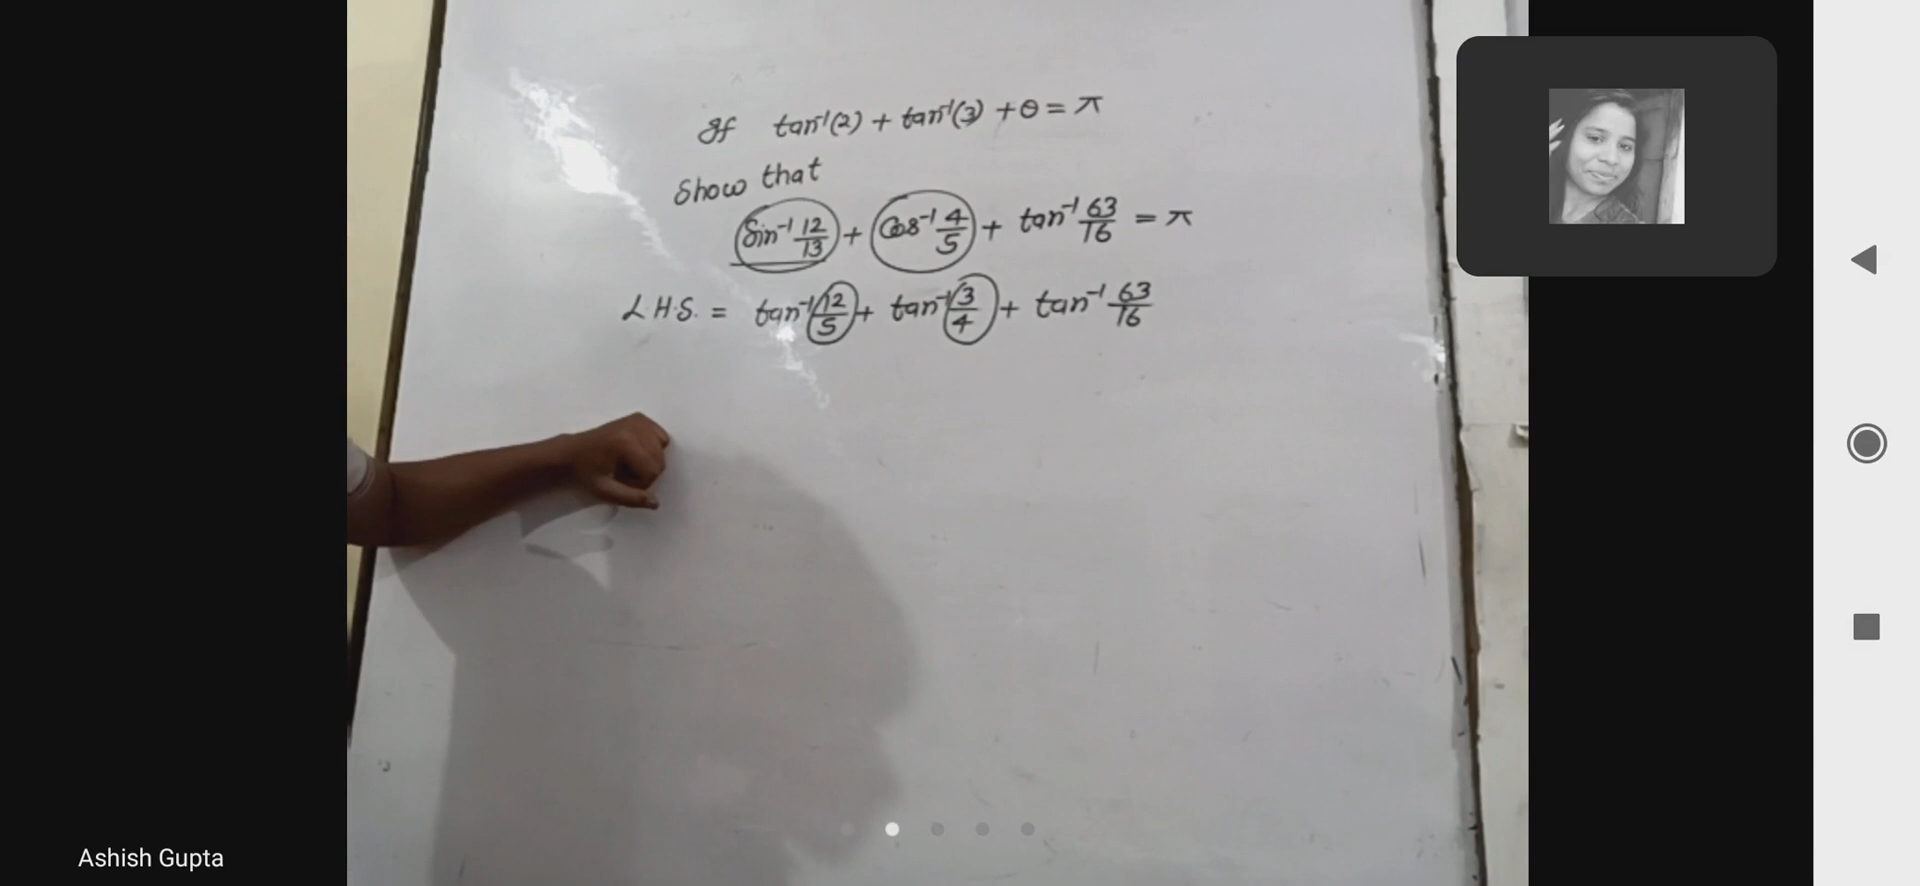 If tan⁻¹(2) + tan⁻¹(3) + θ = π
Show that
Sin⁻¹ 12/13 + Cos⁻¹ 4/5 + tan⁻¹ 63/16 = π
L.H.S. = tan⁻¹ 12/5 + tan⁻¹ 3/4 + tan⁻¹ 63/16
Ashish Gupta